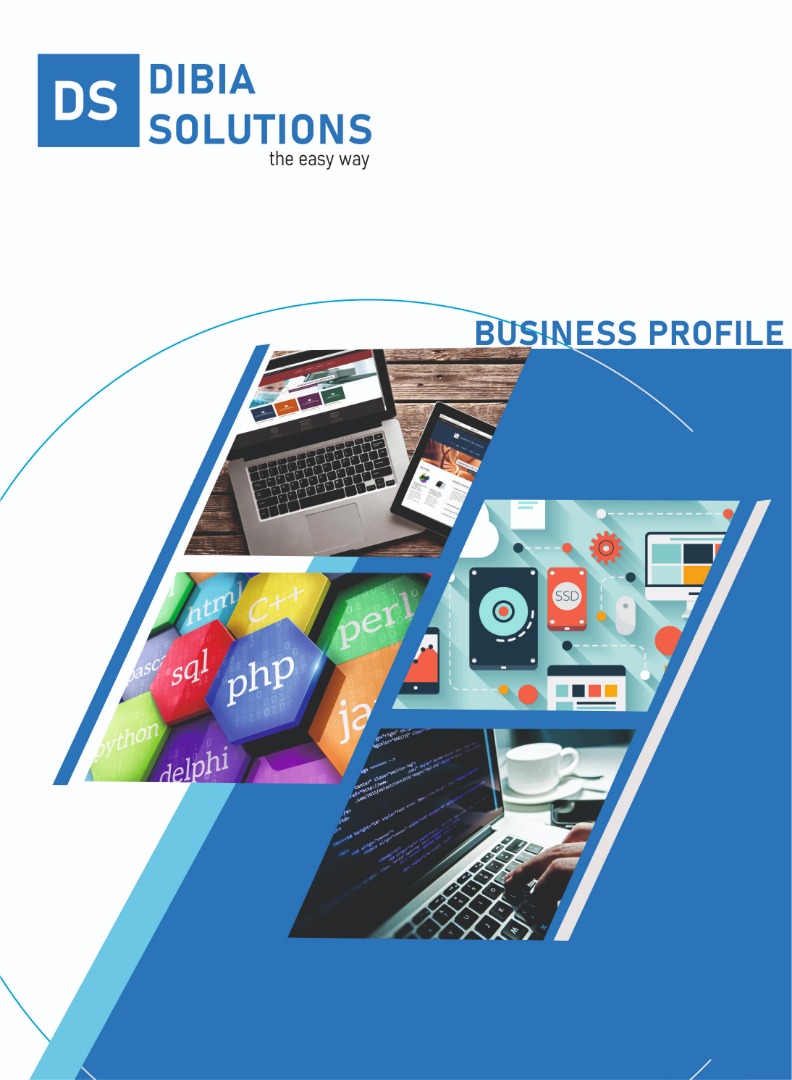 DS
DIBIA
SOLUTIONS
the easy way
BUSINESS PROFILE
SSD
html
C++
perl
sql
php
python
delphi